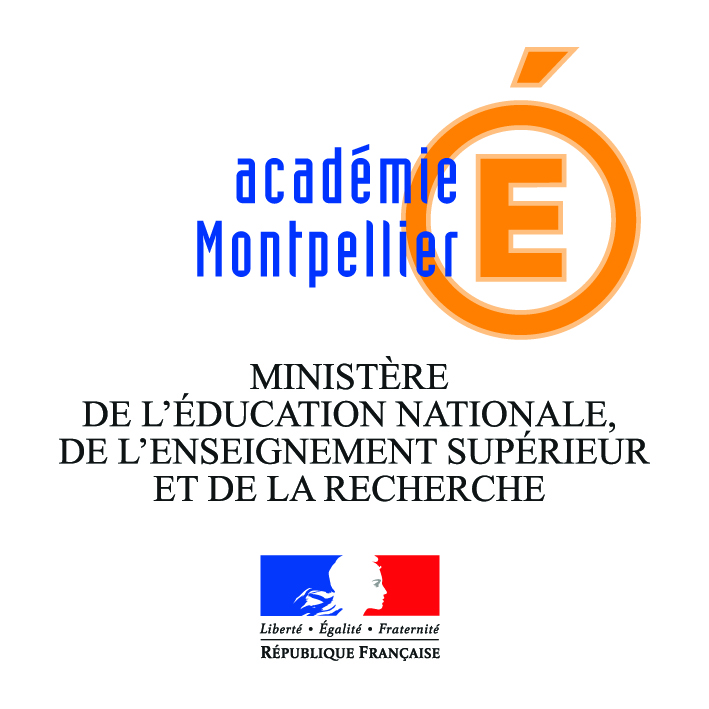 académie
Montpellier
É
MINISTÈRE
DE L'ÉDUCATION NATIONALE,
DE L'ENSEIGNEMENT SUPÉRIEUR
ET DE LA RECHERCHE
Liberté • Égalité • Fraternité
RÉPUBLIQUE FRANÇAISE